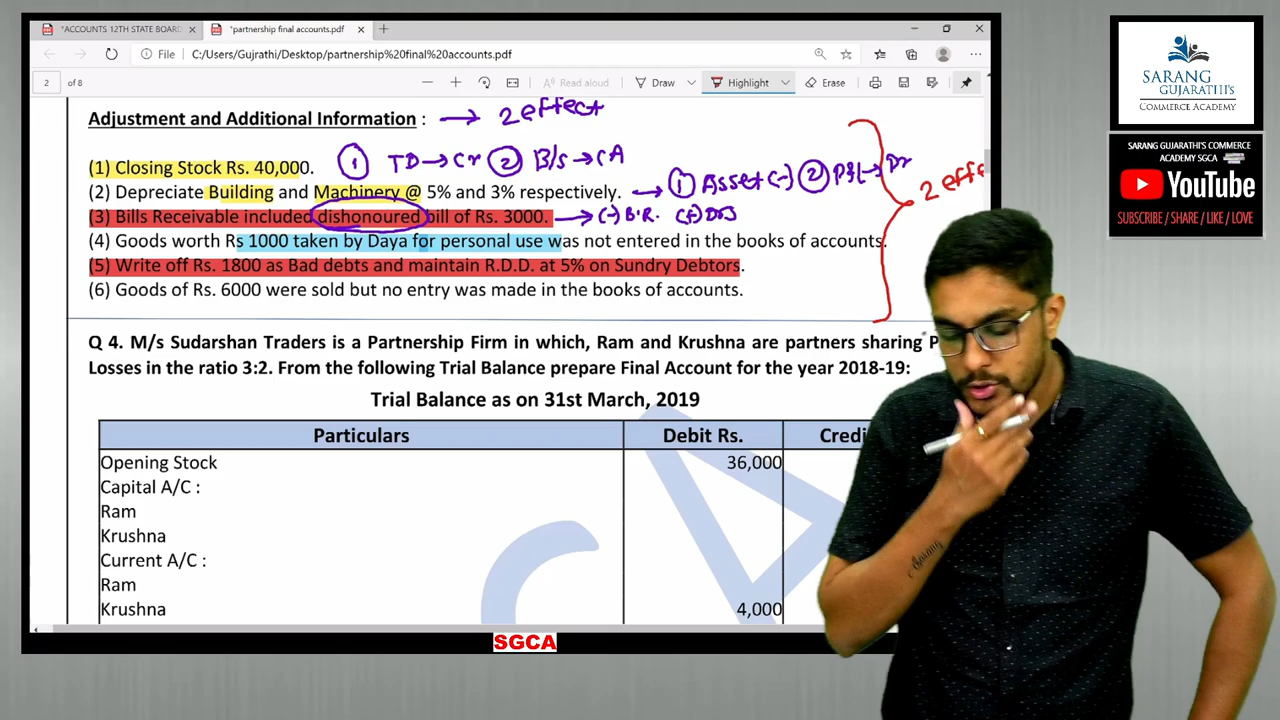 *ACCOUNTS 12TH STATE BOARD
*partnership final accounts.pdf
File C:/Users/Gujrathi/Desktop/partnership%20final%20accounts.pdf
2 of 8
Read aloud Draw Highlight Erase
Adjustment and Additional Information : → 2 effect
① TD → Cr ② B/s → CA
(1) Closing Stock Rs. 40,000.
(2) Depreciate Building and Machinery @ 5% and 3% respectively. → ① Asset (-) ② P&L → Dr
(3) Bills Receivable included dishonoured bill of Rs. 3000. → (-) B.R. (+)
2 effe
(4) Goods worth Rs 1000 taken by Daya for personal use was not entered in the books of accounts.
(5) Write off Rs. 1800 as Bad debts and maintain R.D.D. at 5% on Sundry Debtors.
(6) Goods of Rs. 6000 were sold but no entry was made in the books of accounts.
Q 4. M/s Sudarshan Traders is a Partnership Firm in which, Ram and Krushna are partners sharing P
Losses in the ratio 3:2. From the following Trial Balance prepare Final Account for the year 2018-19:
Trial Balance as on 31st March, 2019
Particulars Debit Rs. Credi
Opening Stock 36,000
Capital A/C :
Ram
Krushna
Current A/C :
Ram
Krushna 4,000
SGCA
SARANG
GUJARATHI'S
COMMERCE ACADEMY
SARANG GUJARATHI'S COMMERCE
ACADEMY SGCA
YouTube
SUBSCRIBE / SHARE / LIKE / LOVE
Sarang